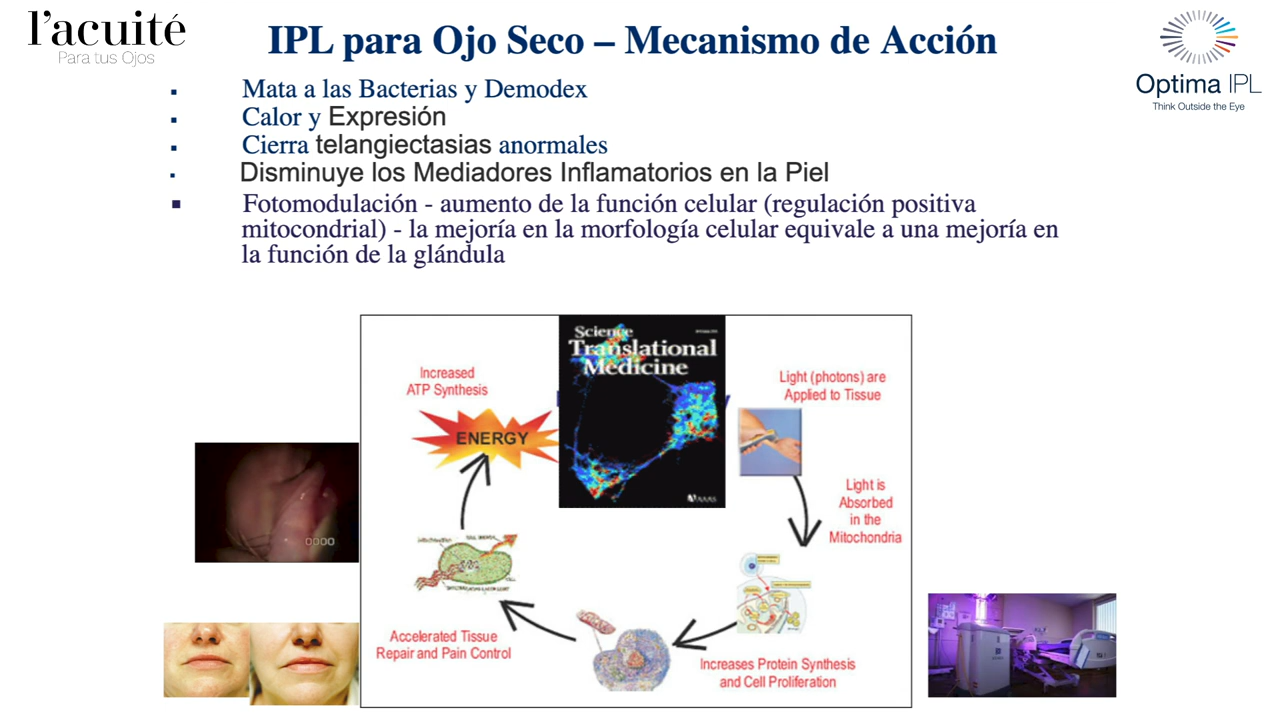 l'acuité
Para tus Ojos
IPL para Ojo Seco – Mecanismo de Acción
Optima IPL
Think Outside the Eye
▪ Mata a las Bacterias y Demodex
▪ Calor y Expresión
▪ Cierra telangiectasias anormales
▪ Disminuye los Mediadores Inflamatorios en la Piel
▪ Fotomodulación - aumento de la función celular (regulación positiva
mitocondrial) - la mejoría en la morfología celular equivale a una mejoría en
la función de la glándula
Science
Translational
Medicine
AAAS
Increased
ATP Synthesis
ENERGY
Light (photons) are
Applied to Tissue
Light is
Absorbed
in the
Mitochondria
Increases Protein Synthesis
and Cell Proliferation
Accelerated Tissue
Repair and Pain Control